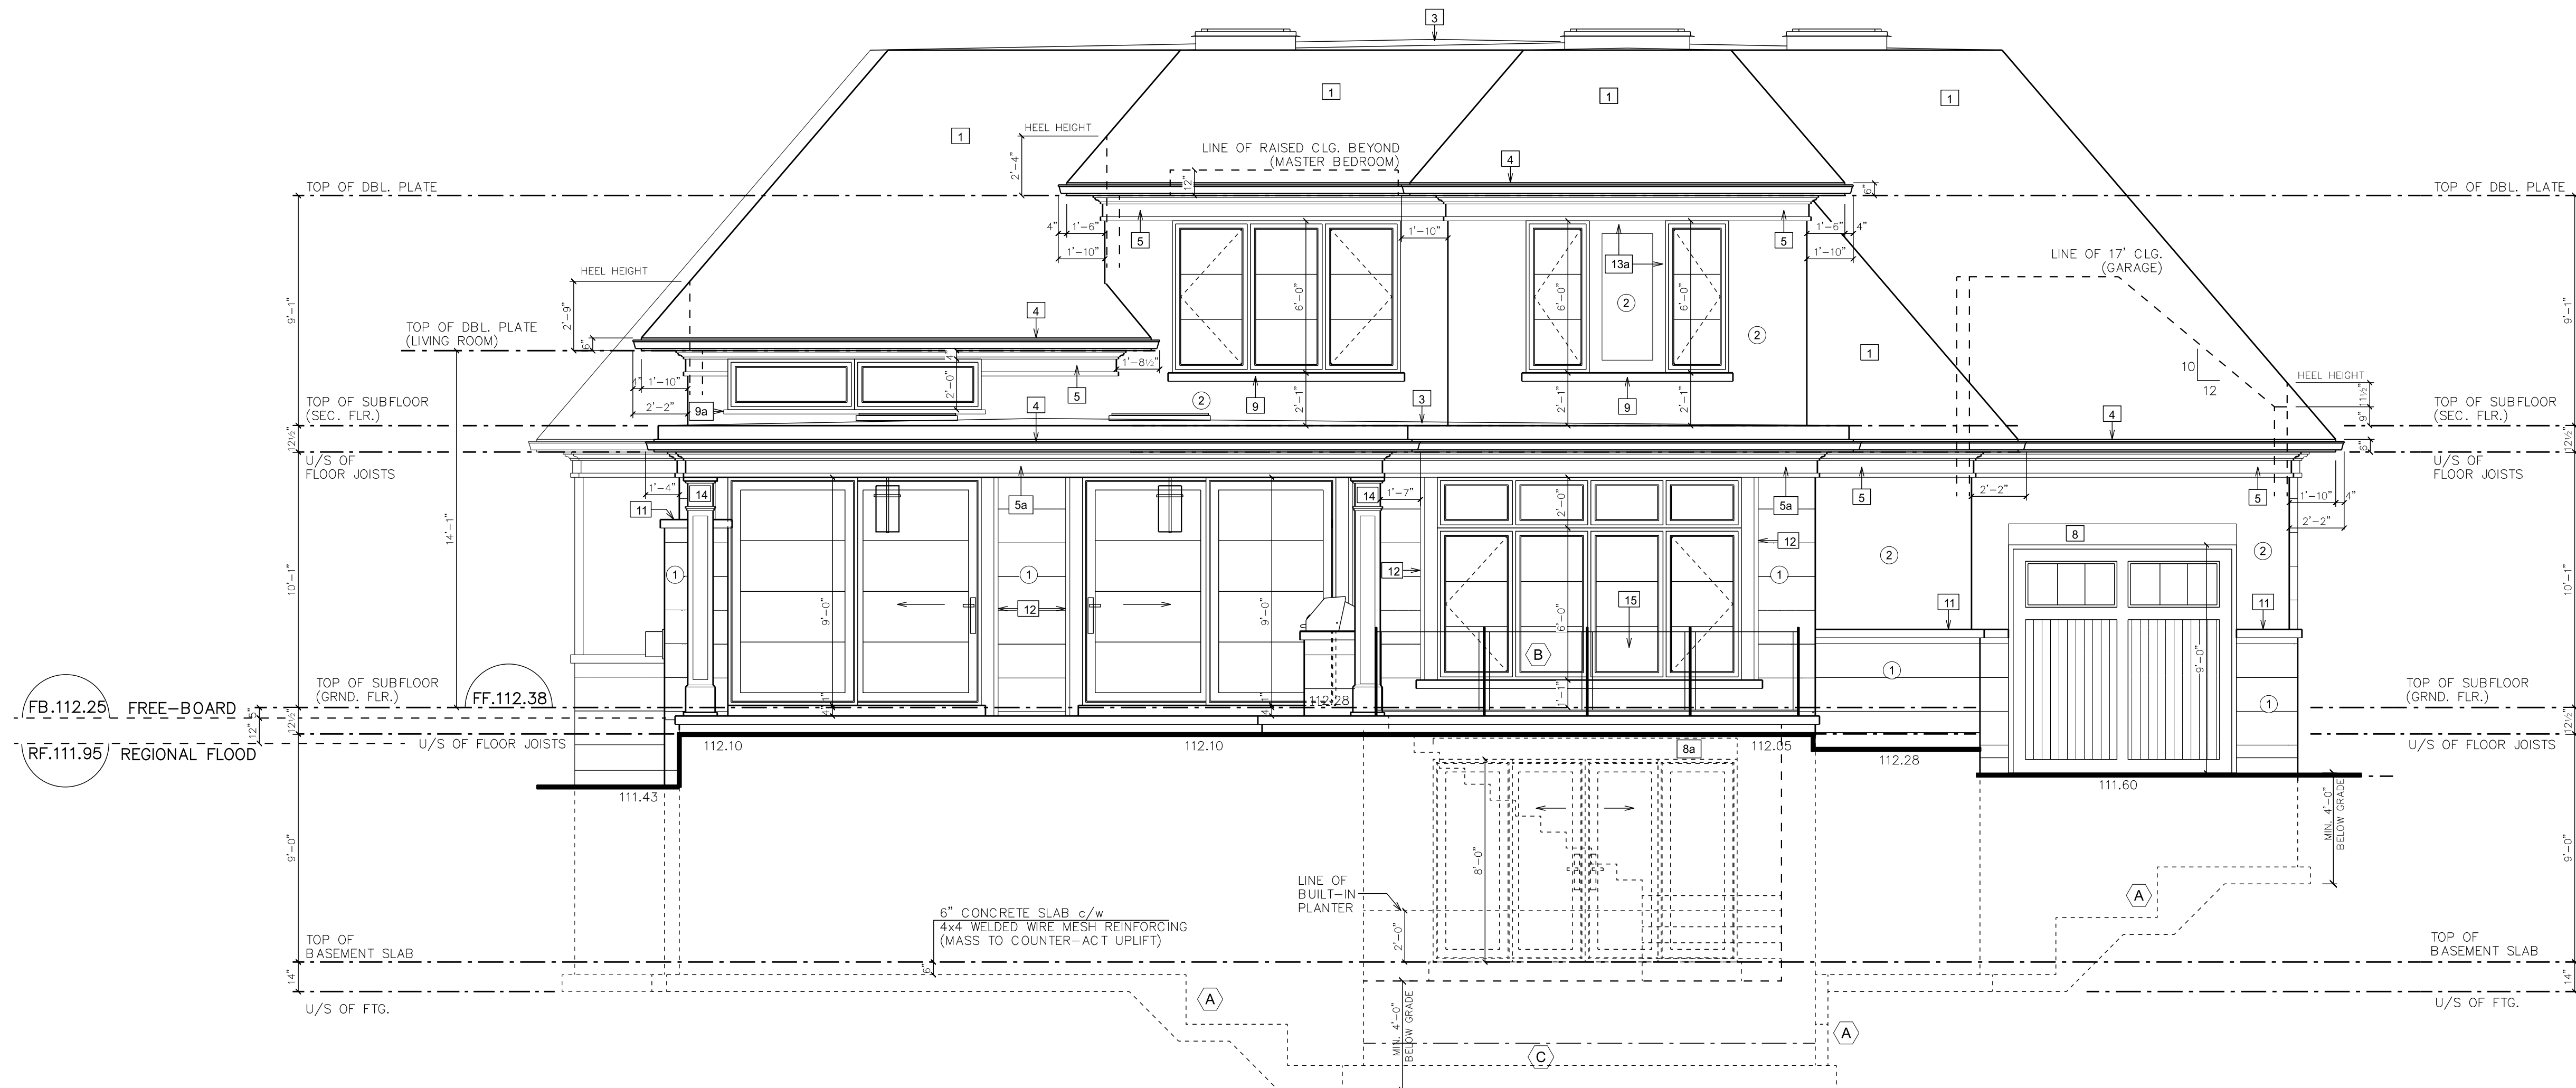 3
1
1
1
1
HEEL HEIGHT
2'-4"
LINE OF RAISED CLG. BEYOND
(MASTER BEDROOM)
12"
4
6"
TOP OF DBL. PLATE
TOP OF DBL. PLATE
4"
1'-6"
1'-10"
5
1'-10"
5
1'-6"
4"
1'-10"
13a
2
6'-0"
6'-0"
6'-0"
2
LINE OF 17' CLG.
(GARAGE)
HEEL HEIGHT
2'-9"
6"
9'-1"
9'-1"
TOP OF DBL. PLATE
(LIVING ROOM)
4
4"
1'-8½"
2'-0"
5
4"
1'-10"
2'-2"
9a
2
9
2'-1"
2'-1"
9
2'-1"
1
10
12
HEEL HEIGHT
11½"
9"
TOP OF SUBFLOOR
(SEC. FLR.)
TOP OF SUBFLOOR
(SEC. FLR.)
4
3
4
6"
12½"
12½"
U/S OF
FLOOR JOISTS
U/S OF
FLOOR JOISTS
1'-4"
14
11
5a
14
1'-7"
2'-0"
5a
5
2'-2"
5
1'-10"
4"
2'-2"
8
14'-1"
10'-1"
10'-1"
1
9'-0"
1
12
9'-0"
12
15
6'-0"
12
1
2
2
11
11
B
1
9'-0"
1
1'-1"
4"
4"
112.28
TOP OF SUBFLOOR
(GRND. FLR.)
TOP OF SUBFLOOR
(GRND. FLR.)
FB.112.25
FREE-BOARD
FF.112.38
5"
12"
12½"
12½"
RF.111.95
REGIONAL FLOOD
U/S OF FLOOR JOISTS
U/S OF FLOOR JOISTS
112.10
112.10
8a
112.05
112.28
111.43
111.60
MIN. 4'-0"
BELOW GRADE
9'-0"
9'-0"
8'-0"
LINE OF
BUILT-IN
PLANTER
2'-0"
A
6" CONCRETE SLAB c/w
4x4 WELDED WIRE MESH REINFORCING
(MASS TO COUNTER-ACT UPLIFT)
6"
TOP OF
BASEMENT SLAB
TOP OF
BASEMENT SLAB
14"
14"
U/S OF FTG.
U/S OF FTG.
A
MIN. 4'-0"
BELOW GRADE
A
C